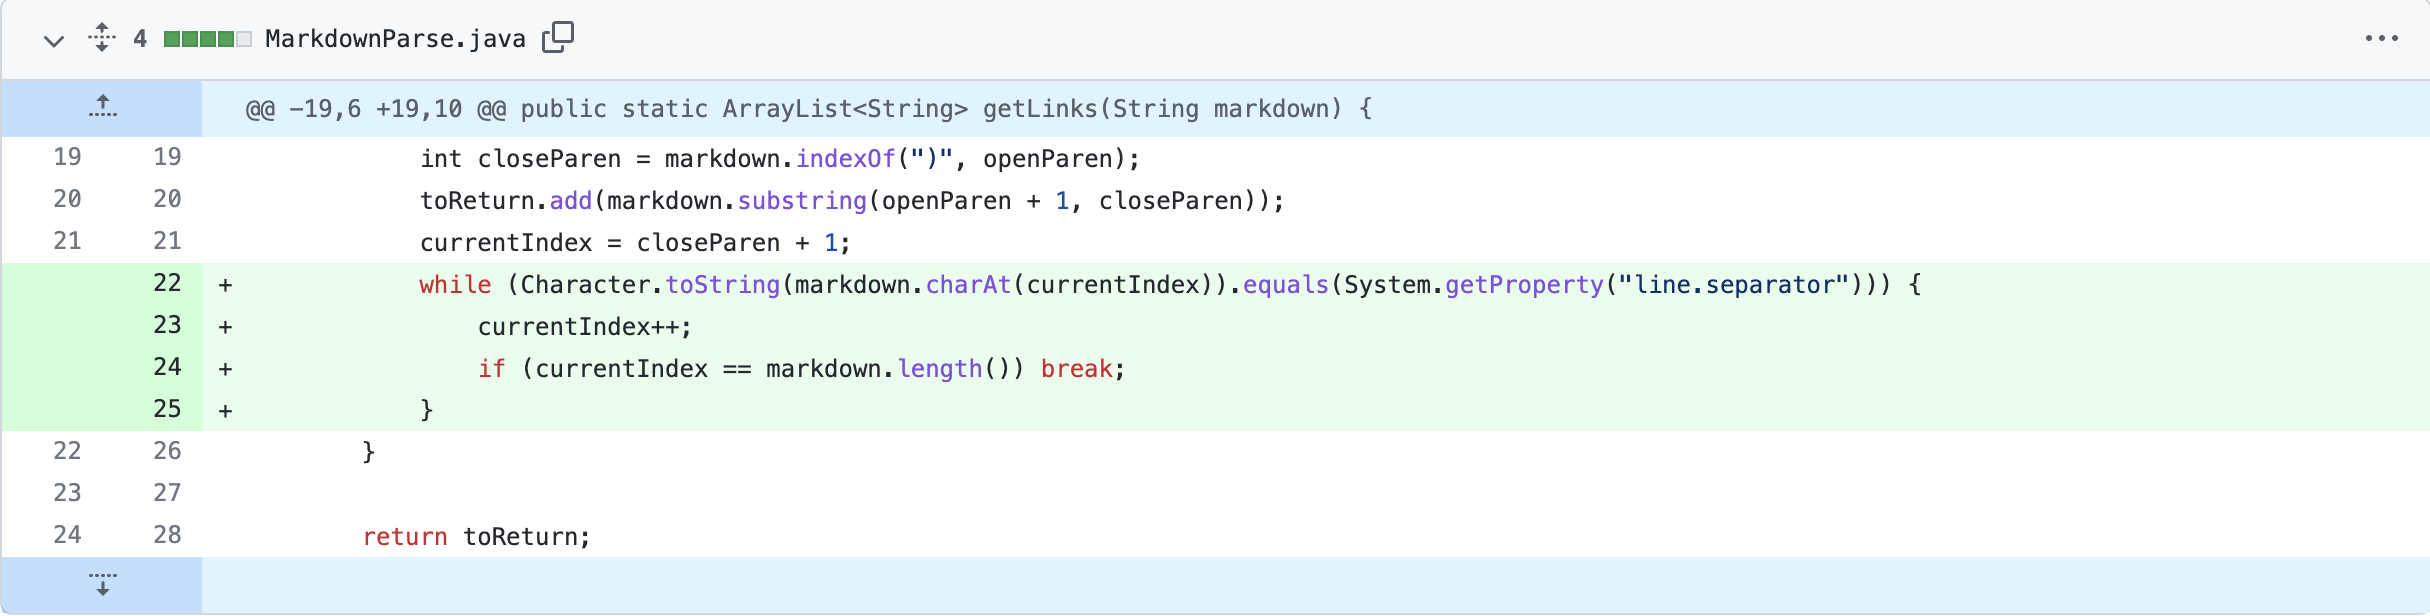 4 MarkdownParse.java
@@ -19,6 +19,10 @@ public static ArrayList<String> getLinks(String markdown) {
19 19 int closeParen = markdown.indexOf(")", openParen);
20 20 toReturn.add(markdown.substring(openParen + 1, closeParen));
21 21 currentIndex = closeParen + 1;
22 + while (Character.toString(markdown.charAt(currentIndex)).equals(System.getProperty("line.separator"))) {
23 + currentIndex++;
24 + if (currentIndex == markdown.length()) break;
25 + }
22 26 }
23 27
24 28 return toReturn;